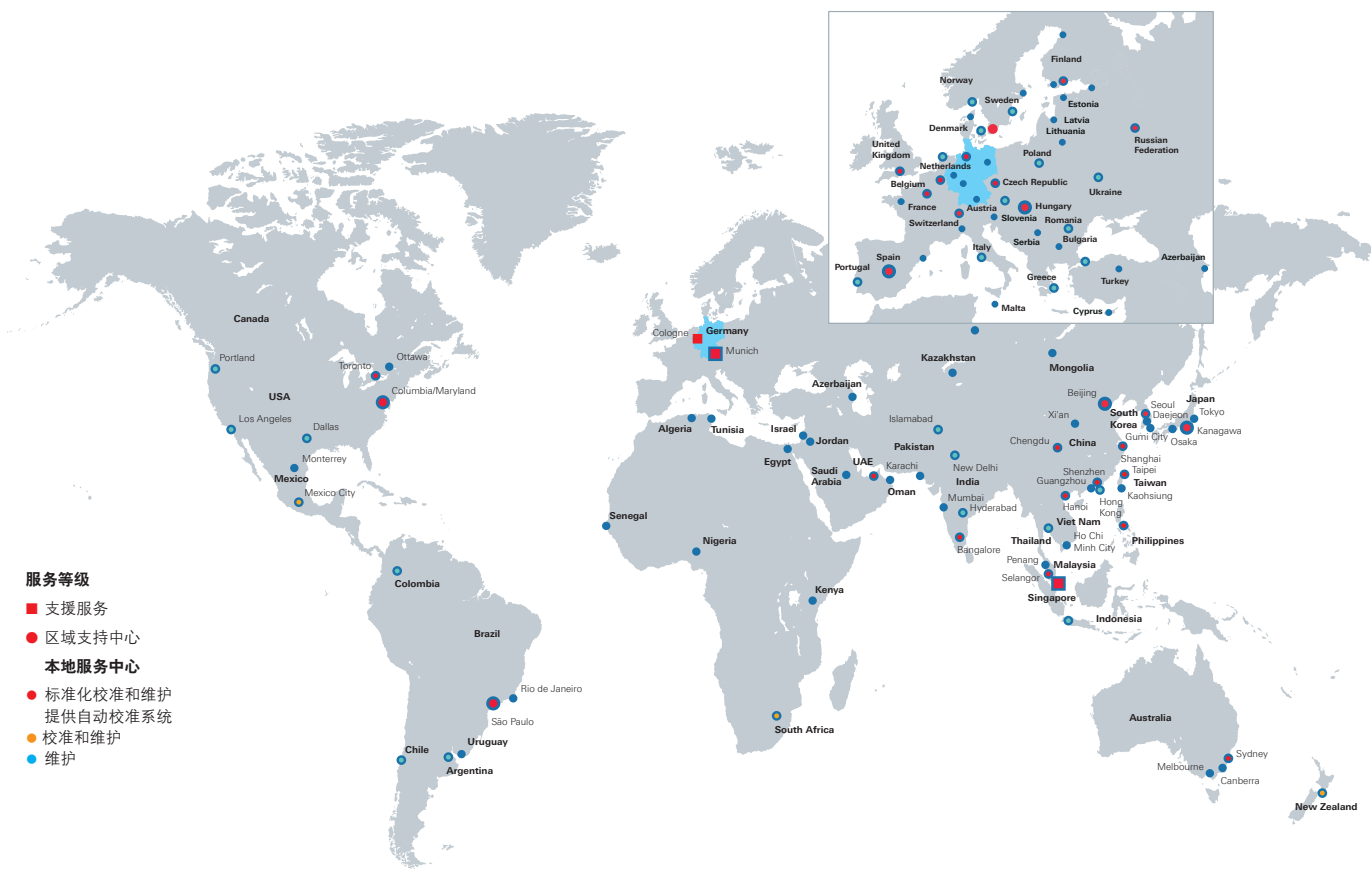 Finland
Norway
Sweden
Estonia
Latvia
Denmark
Lithuania
United
Kingdom
Russian
Federation
Poland
Netherlands
Belgium
Czech Republic
Ukraine
France
Austria
Hungary
Slovenia
Switzerland
Romania
Serbia
Bulgaria
Italy
Spain
Portugal
Azerbaijan
Greece
Turkey
Malta
Cyprus
Canada
Portland
Toronto
Ottawa
USA
Columbia/Maryland
Los Angeles
Dallas
Monterrey
Mexico
Mexico City
Colombia
Brazil
Rio de Janeiro
São Paulo
Uruguay
Chile
Argentina
Cologne
Germany
Munich
Algeria
Tunisia
Israel
Jordan
Egypt
Saudi
Arabia
UAE
Oman
Karachi
Senegal
Nigeria
Kenya
South Africa
Azerbaijan
Kazakhstan
Mongolia
Islamabad
Pakistan
New Delhi
India
Mumbai
Hyderabad
Bangalore
Beijing
Xi'an
Chengdu
China
South
Korea
Seoul
Daejeon
Gumi City
Japan
Tokyo
Kanagawa
Osaka
Shanghai
Taipei
Taiwan
Kaohsiung
Shenzhen
Guangzhou
Hong
Kong
Hanoi
Viet Nam
Thailand
Ho Chi
Minh City
Philippines
Penang
Malaysia
Selangor
Singapore
Indonesia
Australia
Sydney
Melbourne
Canberra
New Zealand
服务等级
支援服务
区域支持中心
本地服务中心
标准化校准和维护
提供自动校准系统
校准和维护
维护